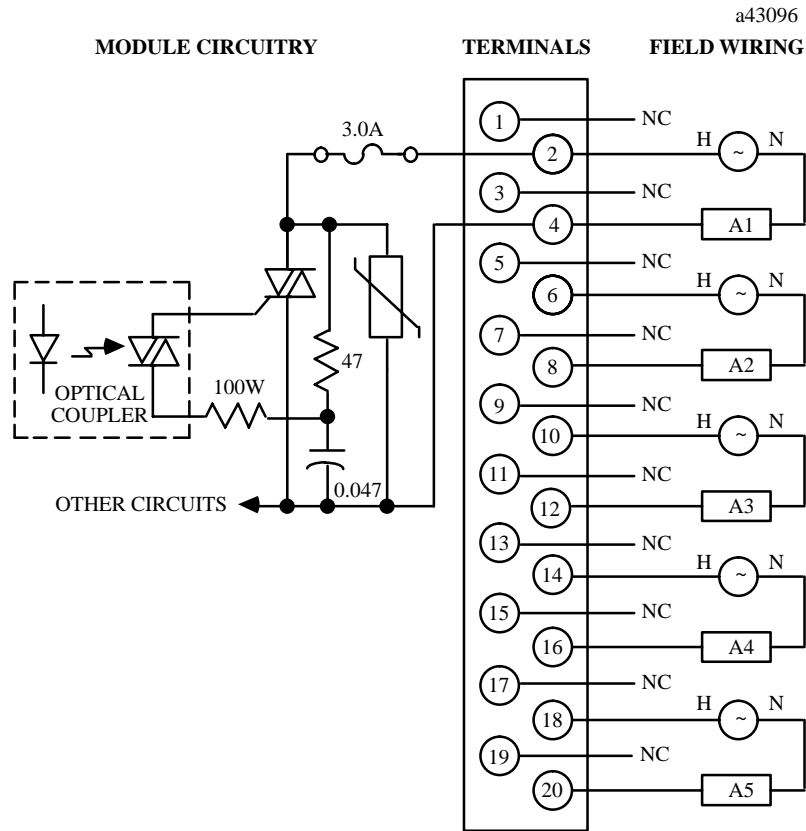 a43096
MODULE CIRCUITRY TERMINALS FIELD WIRING
1 NC
3.0A
2 H ~ N
3 NC
4 A1
5 NC
6 H ~ N
7 NC
47
8 A2
OPTICAL
COUPLER
100W
9 NC
10 H ~ N
11 NC
0.047
OTHER CIRCUITS
12 A3
13 NC
14 H ~ N
15 NC
16 A4
17 NC
18 H ~ N
19 NC
20 A5